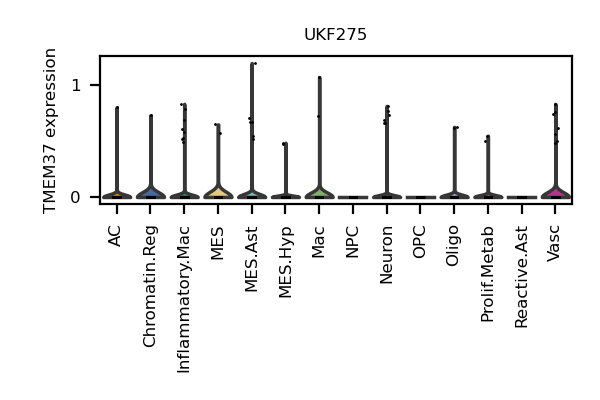 UKF275
TMEM37 expression
1
0
AC
Chromatin.Reg
Inflammatory.Mac
MES
MES.Ast
MES.Hyp
Mac
NPC
Neuron
OPC
Oligo
Prolif.Metab
Reactive.Ast
Vasc